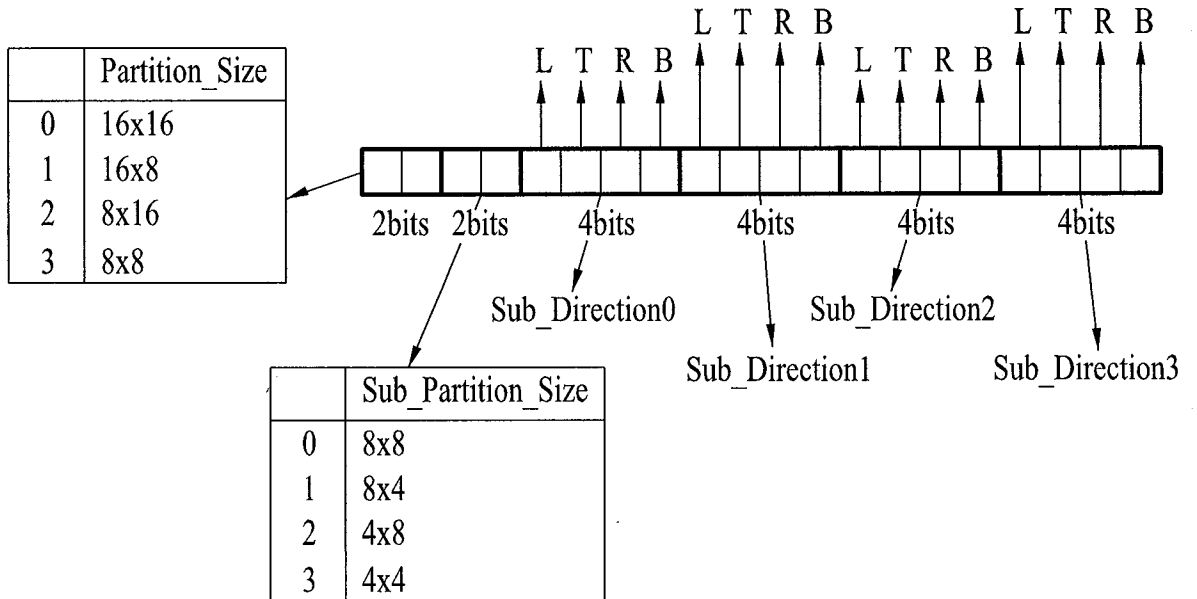 L T R B L T R B L T R B L T R B
Partition_Size
0 16x16
1 16x8
2 8x16
3 8x8
2bits 2bits 4bits 4bits 4bits 4bits
Sub_Direction0 Sub_Direction2
Sub_Direction1 Sub_Direction3
Sub_Partition_Size
0 8x8
1 8x4
2 4x8
3 4x4